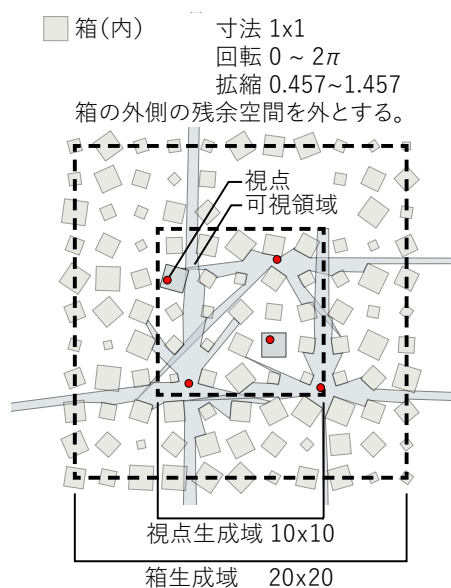 箱(内)
寸法 1x1
回転 0 ~ 2π
拡縮 0.457~1.457
箱の外側の残余空間を外とする。
視点
可視領域
視点生成域 10x10
箱生成域 20x20